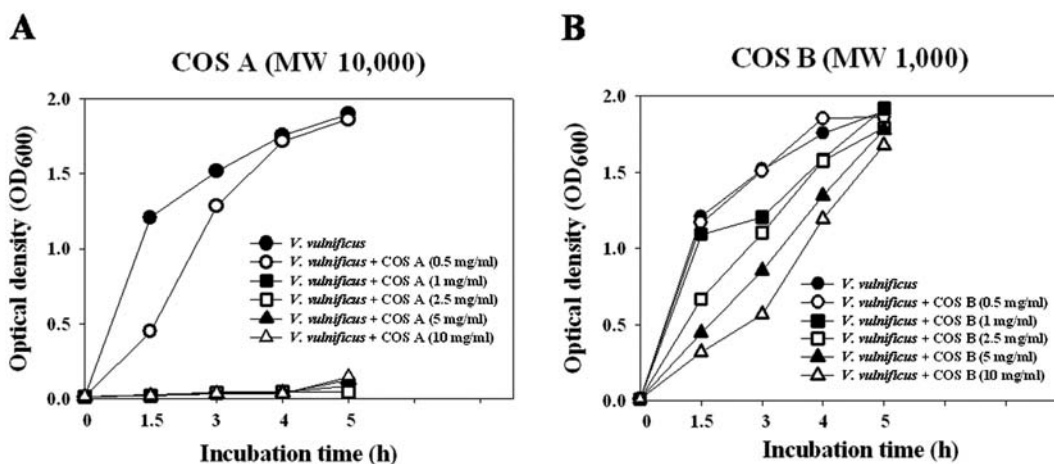 A
COS A (MW 10,000)
Optical density (OD600)
2.0
1.5
1.0
0.5
0.0
V. vulnificus
V. vulnificus + COS A (0.5 mg/ml)
V. vulnificus + COS A (1 mg/ml)
V. vulnificus + COS A (2.5 mg/ml)
V. vulnificus + COS A (5 mg/ml)
V. vulnificus + COS A (10 mg/ml)
0 1.5 3 4 5
Incubation time (h)
B
COS B (MW 1,000)
Optical density (OD600)
2.0
1.5
1.0
0.5
0.0
V. vulnificus
V. vulnificus + COS B (0.5 mg/ml)
V. vulnificus + COS B (1 mg/ml)
V. vulnificus + COS B (2.5 mg/ml)
V. vulnificus + COS B (5 mg/ml)
V. vulnificus + COS B (10 mg/ml)
0 1.5 3 4 5
Incubation time (h)